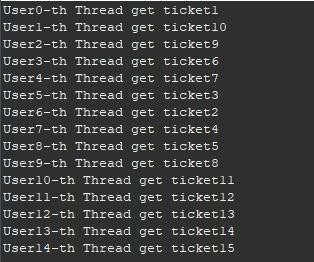 User0-th Thread get ticket1
User1-th Thread get ticket10
User2-th Thread get ticket9
User3-th Thread get ticket6
User4-th Thread get ticket7
User5-th Thread get ticket3
User6-th Thread get ticket2
User7-th Thread get ticket4
User8-th Thread get ticket5
User9-th Thread get ticket8
User10-th Thread get ticket11
User11-th Thread get ticket12
User12-th Thread get ticket13
User13-th Thread get ticket14
User14-th Thread get ticket15